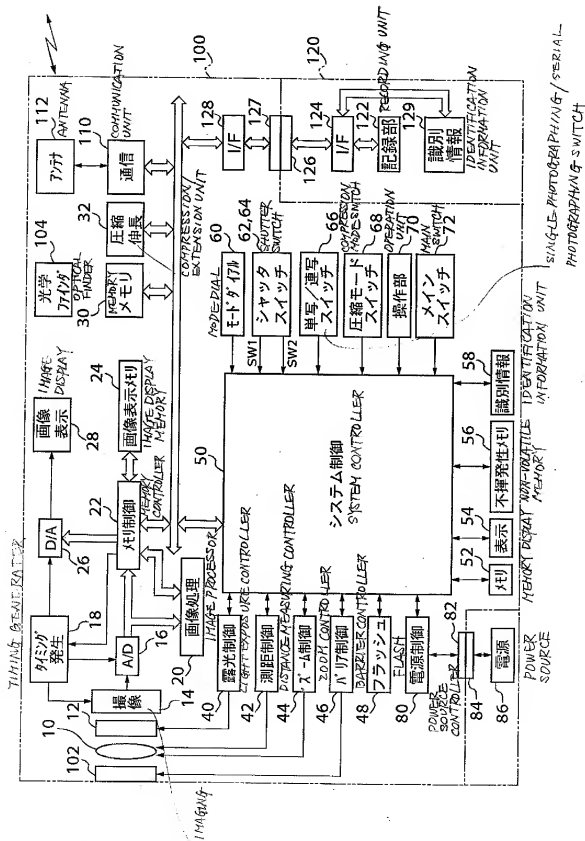 TIMING GENERATOR
18
タイミング
発生
10
102
12
14
撮像
IMAGING
16
A/D
26
D/A
28
画像
表示
IMAGE DISPLAY
22
メモリ制御
MEMORY CONTROLLER
24
画像表示メモリ
IMAGE DISPLAY
MEMORY
20
画像処理
IMAGE PROCESSOR
104
光学
ファインダ
OPTICAL FINDER
30
メモリ
MEMORY
32
圧縮
伸長
COMPRESSION/
EXTENSION UNIT
112
アンテナ
ANTENNA
110
通信
COMMUNICATION
UNIT
100
120
128
I/F
127
126
124
I/F
122
記録部
RECORDING UNIT
129
識別
情報
IDENTIFICATION
INFORMATION
UNIT
40
露光制御
LIGHT EXPOSURE CONTROLLER
42
測距制御
DISTANCE MEASURING CONTROLLER
44
ズーム制御
ZOOM CONTROLLER
46
バリア制御
BARRIER CONTROLLER
48
フラッシュ
FLASH
80
電源制御
POWER
SOURCE
CONTROLLER
82
84
86
電源
POWER
SOURCE
50
システム制御
SYSTEM CONTROLLER
60
モードダイアル
MODE DIAL
62,64
シャッタ
スイッチ
SHUTTER
SWITCH
SW1
SW2
66
単写/連写
スイッチ
68
圧縮モード
スイッチ
COMPRESSION
MODE SWITCH
70
操作部
OPERATION
UNIT
72
メイン
スイッチ
MAIN
SWITCH
SINGLE-PHOTOGRAPHING/SERIAL
PHOTOGRAPHING SWITCH
52
メモリ
MEMORY
54
表示
DISPLAY
56
不揮発性メモリ
NON-VOLATILE
MEMORY
58
識別情報
IDENTIFICATION
INFORMATION UNIT